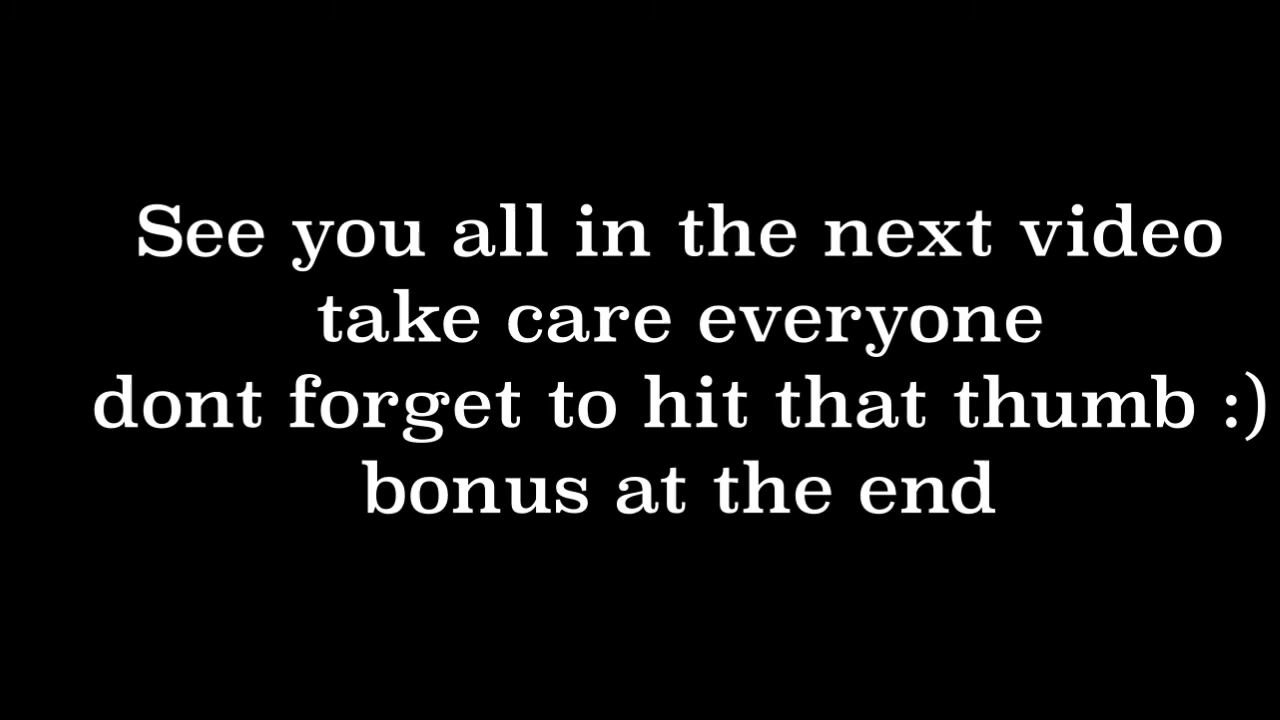 See you all in the next video
take care everyone
dont forget to hit that thumb :)
bonus at the end